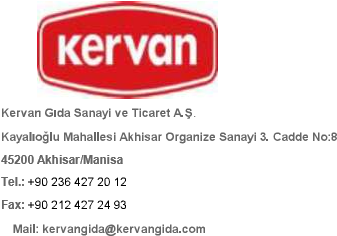 Kervan
Kervan Gıda Sanayi ve Ticaret A.Ş.
Kayalıoğlu Mahallesi Akhisar Organize Sanayi 3. Cadde No:8
45200 Akhisar/Manisa
Tel.: +90 236 427 20 12
Fax: +90 212 427 24 93
Mail: kervangida@kervangida.com